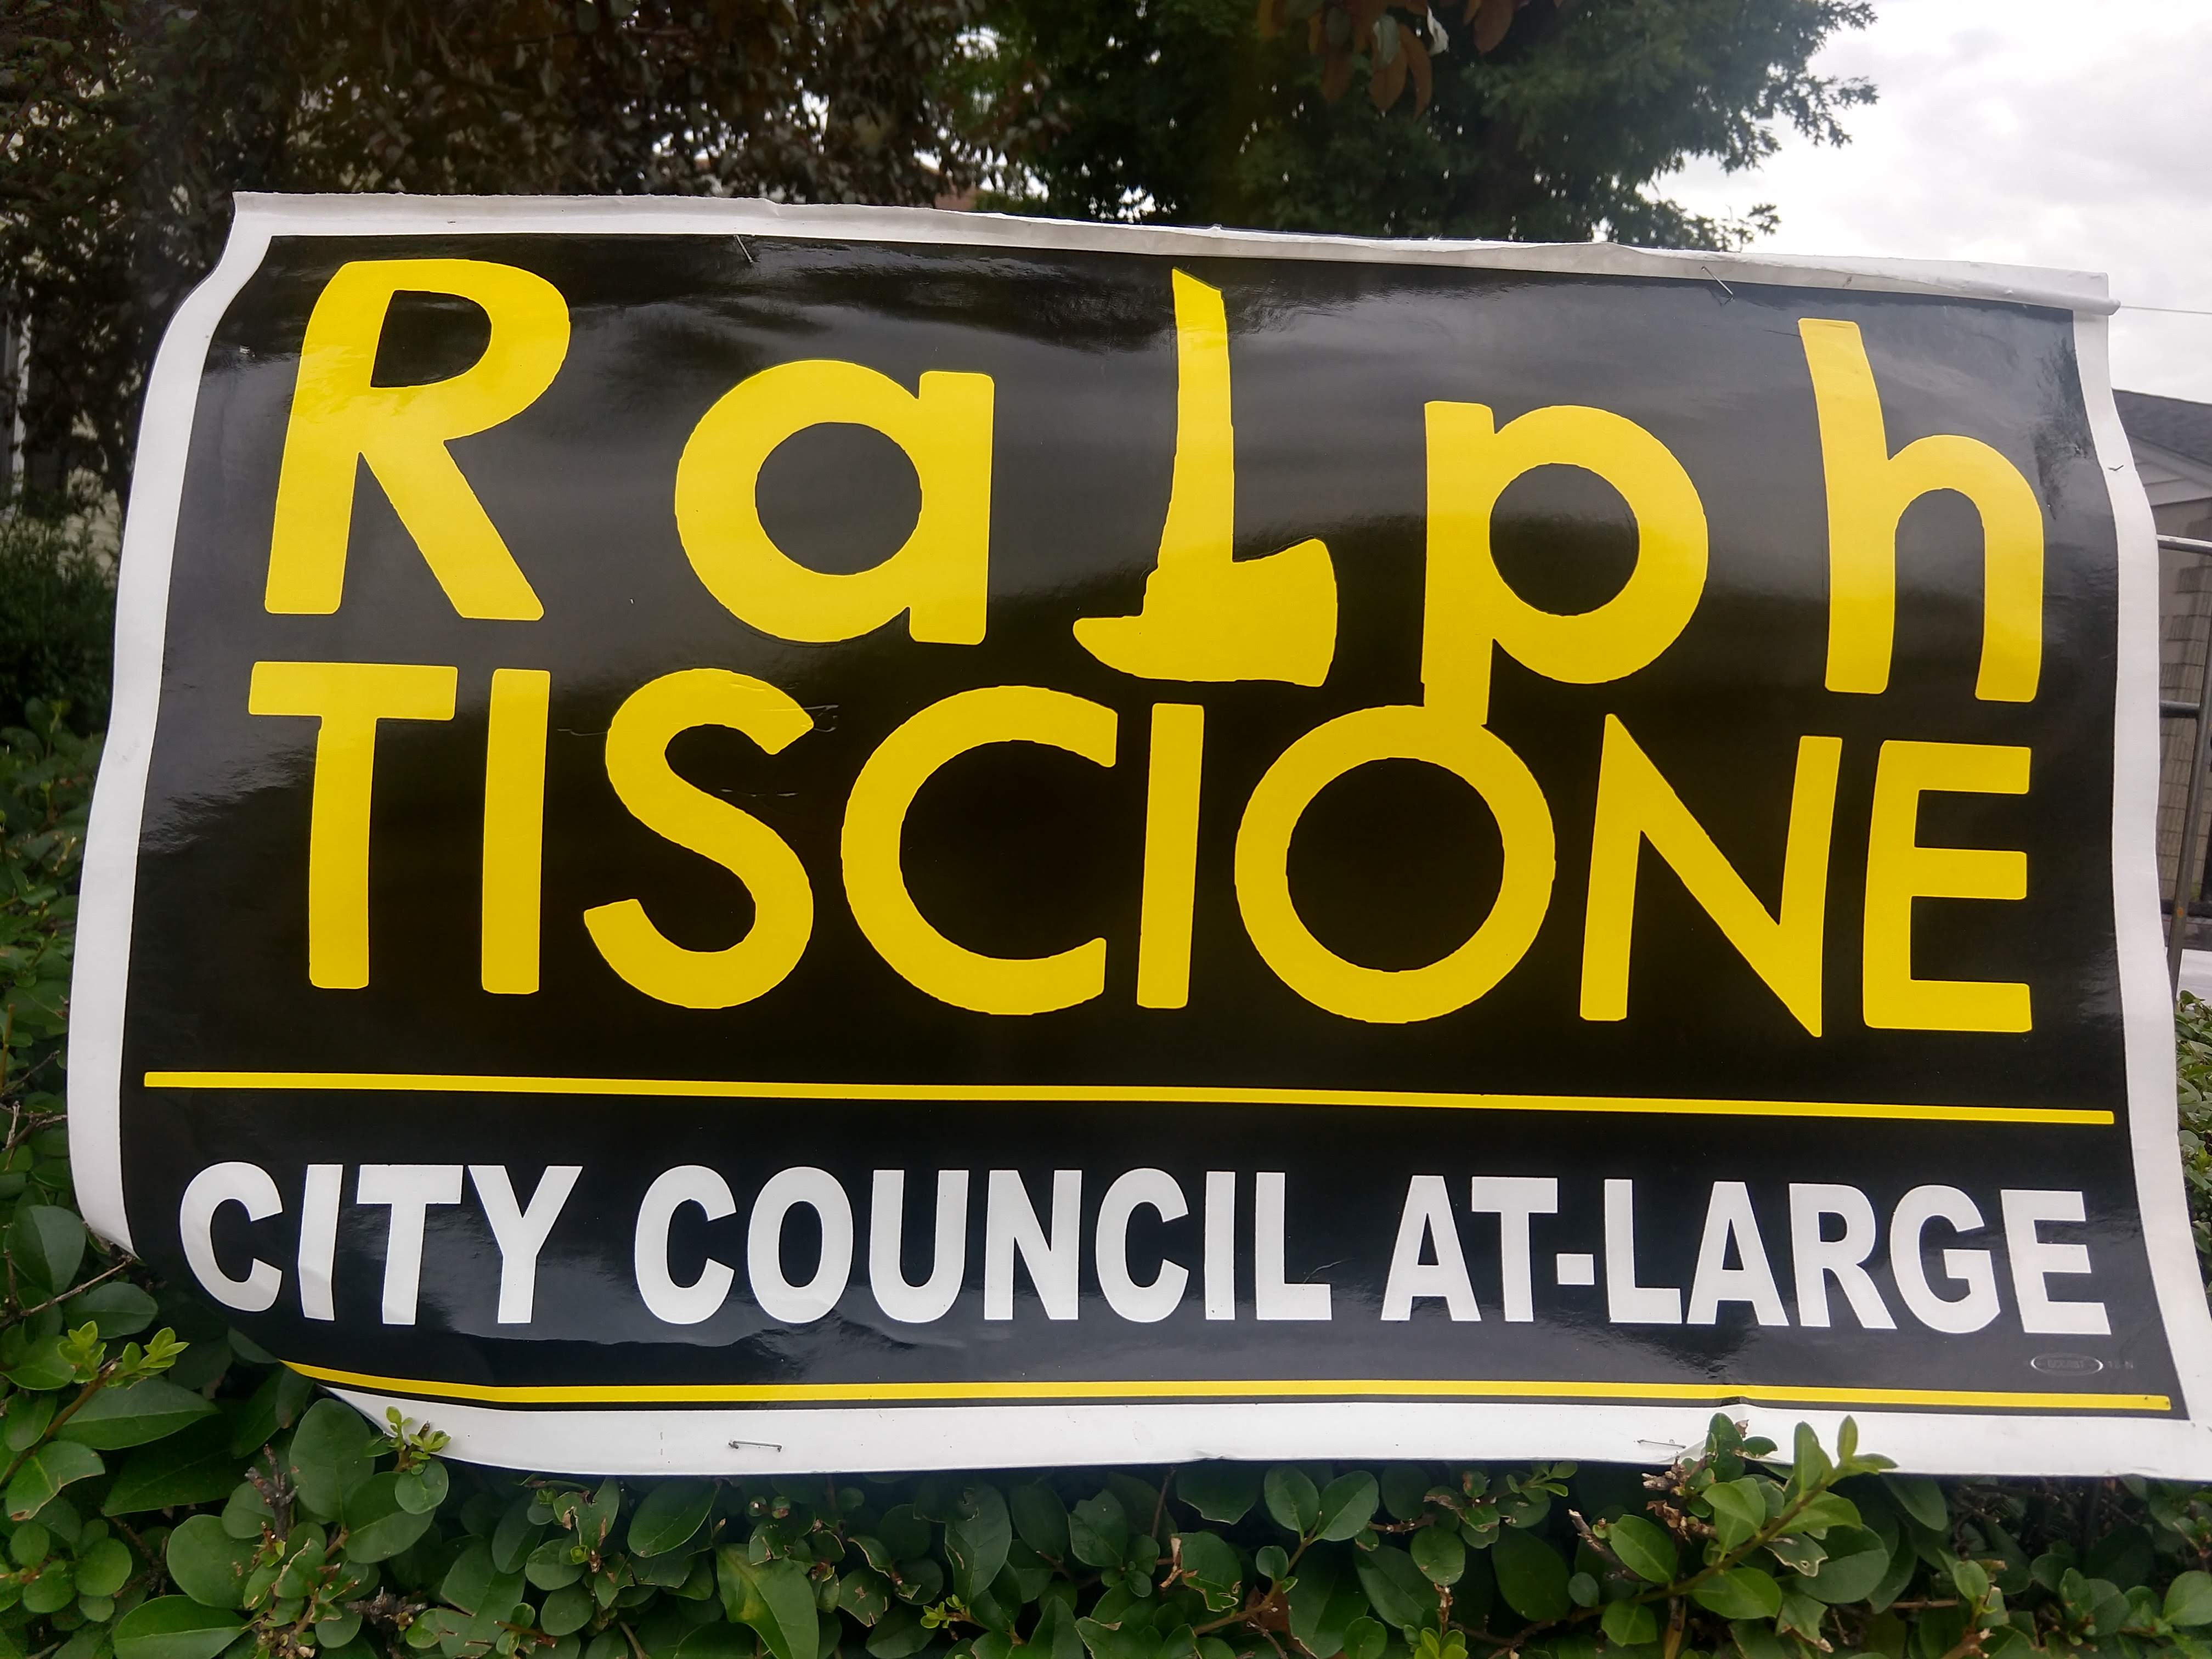 Ralph
TISCIONE
CITY COUNCIL AT-LARGE